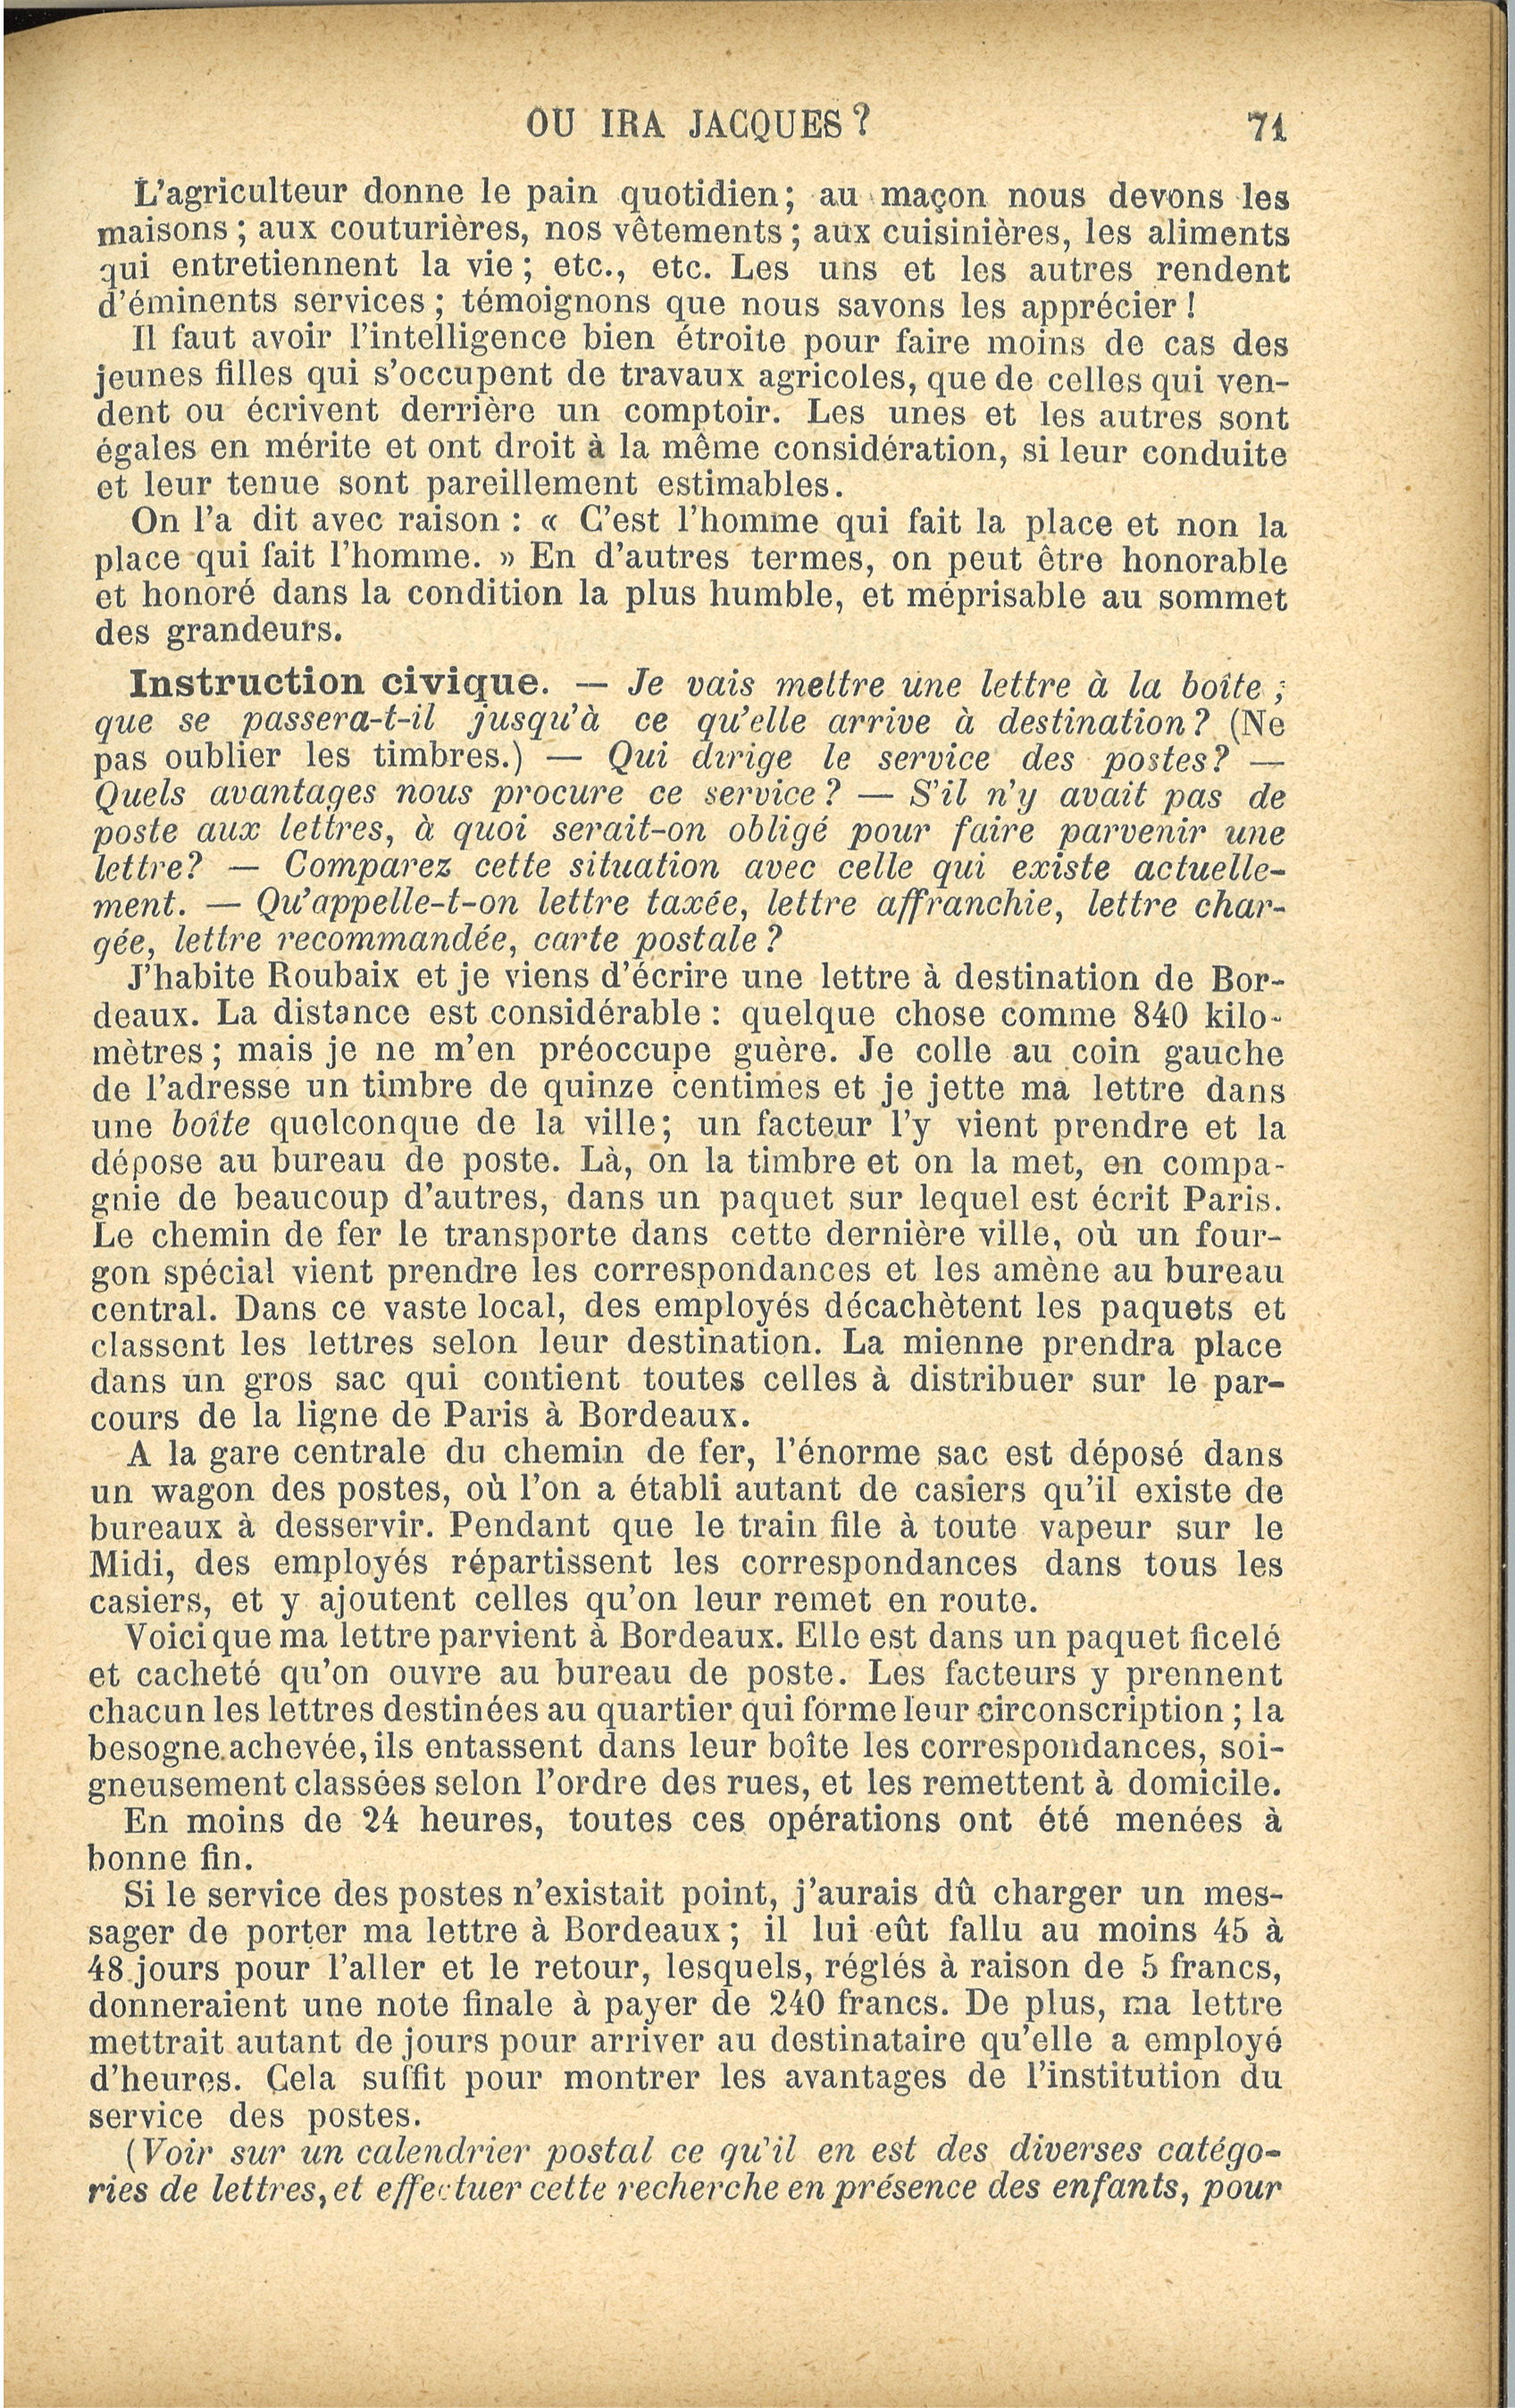 OU IRA JACQUES ? 71
L'agriculteur donne le pain quotidien; au maçon nous devons les
maisons ; aux couturières, nos vêtements ; aux cuisinières, les aliments
qui entretiennent la vie ; etc., etc. Les uns et les autres rendent
d'éminents services ; témoignons que nous savons les apprécier !
Il faut avoir l'intelligence bien étroite pour faire moins de cas des
jeunes filles qui s'occupent de travaux agricoles, que de celles qui ven-
dent ou écrivent derrière un comptoir. Les unes et les autres sont
égales en mérite et ont droit à la même considération, si leur conduite
et leur tenue sont pareillement estimables.
On l'a dit avec raison : « C'est l'homme qui fait la place et non la
place qui fait l'homme. » En d'autres termes, on peut être honorable
et honoré dans la condition la plus humble, et méprisable au sommet
des grandeurs.
Instruction civique. — Je vais mettre une lettre à la boîte ;
que se passera-t-il jusqu'à ce qu'elle arrive à destination ? (Ne
pas oublier les timbres.) — Qui dirige le service des postes? —
Quels avantages nous procure ce service ? — S'il n'y avait pas de
poste aux lettres, à quoi serait-on obligé pour faire parvenir une
lettre? — Comparez cette situation avec celle qui existe actuelle-
ment. — Qu'appelle-t-on lettre taxée, lettre affranchie, lettre char-
gée, lettre recommandée, carte postale ?
J'habite Roubaix et je viens d'écrire une lettre à destination de Bor-
deaux. La distance est considérable : quelque chose comme 840 kilo-
mètres ; mais je ne m'en préoccupe guère. Je colle au coin gauche
de l'adresse un timbre de quinze centimes et je jette ma lettre dans
une boîte quelconque de la ville; un facteur l'y vient prendre et la
dépose au bureau de poste. Là, on la timbre et on la met, en compa-
gnie de beaucoup d'autres, dans un paquet sur lequel est écrit Paris.
Le chemin de fer le transporte dans cette dernière ville, où un four-
gon spécial vient prendre les correspondances et les amène au bureau
central. Dans ce vaste local, des employés décachètent les paquets et
classent les lettres selon leur destination. La mienne prendra place
dans un gros sac qui contient toutes celles à distribuer sur le par-
cours de la ligne de Paris à Bordeaux.
A la gare centrale du chemin de fer, l'énorme sac est déposé dans
un wagon des postes, où l'on a établi autant de casiers qu'il existe de
bureaux à desservir. Pendant que le train file à toute vapeur sur le
Midi, des employés répartissent les correspondances dans tous les
casiers, et y ajoutent celles qu'on leur remet en route.
Voici que ma lettre parvient à Bordeaux. Elle est dans un paquet ficelé
et cacheté qu'on ouvre au bureau de poste. Les facteurs y prennent
chacun les lettres destinées au quartier qui forme leur circonscription ; la
besogne achevée, ils entassent dans leur boîte les correspondances, soi-
gneusement classées selon l'ordre des rues, et les remettent à domicile.
En moins de 24 heures, toutes ces opérations ont été menées à
bonne fin.
Si le service des postes n'existait point, j'aurais dû charger un mes-
sager de porter ma lettre à Bordeaux ; il lui eût fallu au moins 45 à
48 jours pour l'aller et le retour, lesquels, réglés à raison de 5 francs,
donneraient une note finale à payer de 240 francs. De plus, ma lettre
mettrait autant de jours pour arriver au destinataire qu'elle a employé
d'heures. Cela suffit pour montrer les avantages de l'institution du
service des postes.
(Voir sur un calendrier postal ce qu'il en est des diverses catégo-
ries de lettres, et effectuer cette recherche en présence des enfants, pour